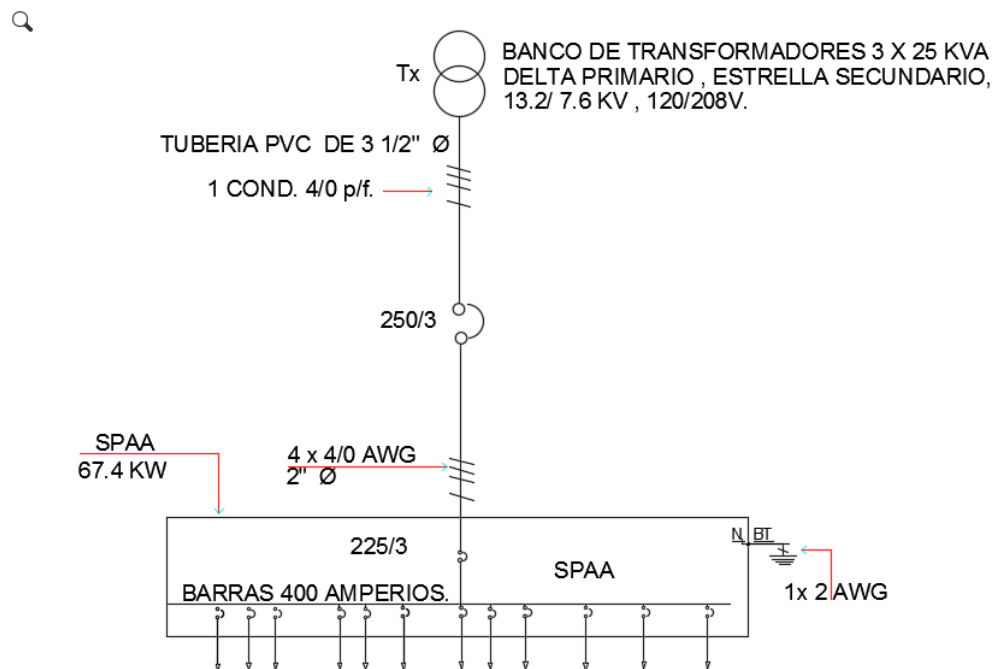 BANCO DE TRANSFORMADORES 3 X 25 KVA
Tx
DELTA PRIMARIO , ESTRELLA SECUNDARIO,
13.2/ 7.6 KV , 120/208V.
TUBERIA PVC DE 3 1/2" Ø
1 COND. 4/0 p/f.
250/3
SPAA
67.4 KW
4 x 4/0 AWG
2" Ø
225/3
N BT
SPAA
BARRAS 400 AMPERIOS.
1x 2 AWG